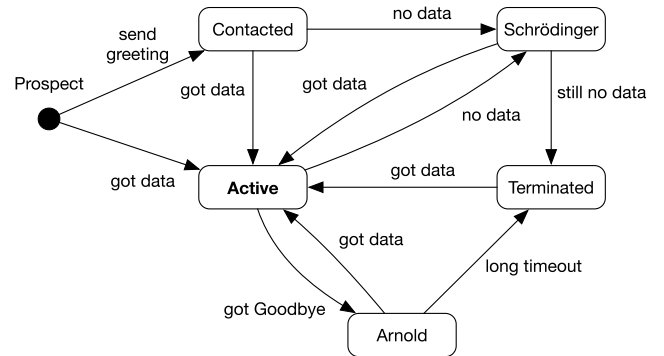 send
greeting
Contacted
no data
Schrödinger
Prospect
got data
got data
no data
still no data
got data
Active
got data
Terminated
got data
long timeout
got Goodbye
Arnold